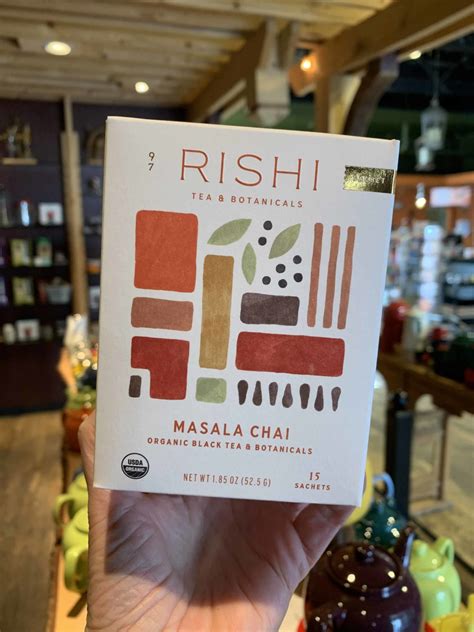 97
RISHI
TEA & BOTANICALS
MASALA CHAI
ORGANIC BLACK TEA & BOTANICALS
USDA
ORGANIC
NET WT 1.85 OZ (52.5 G)
15
SACHETS